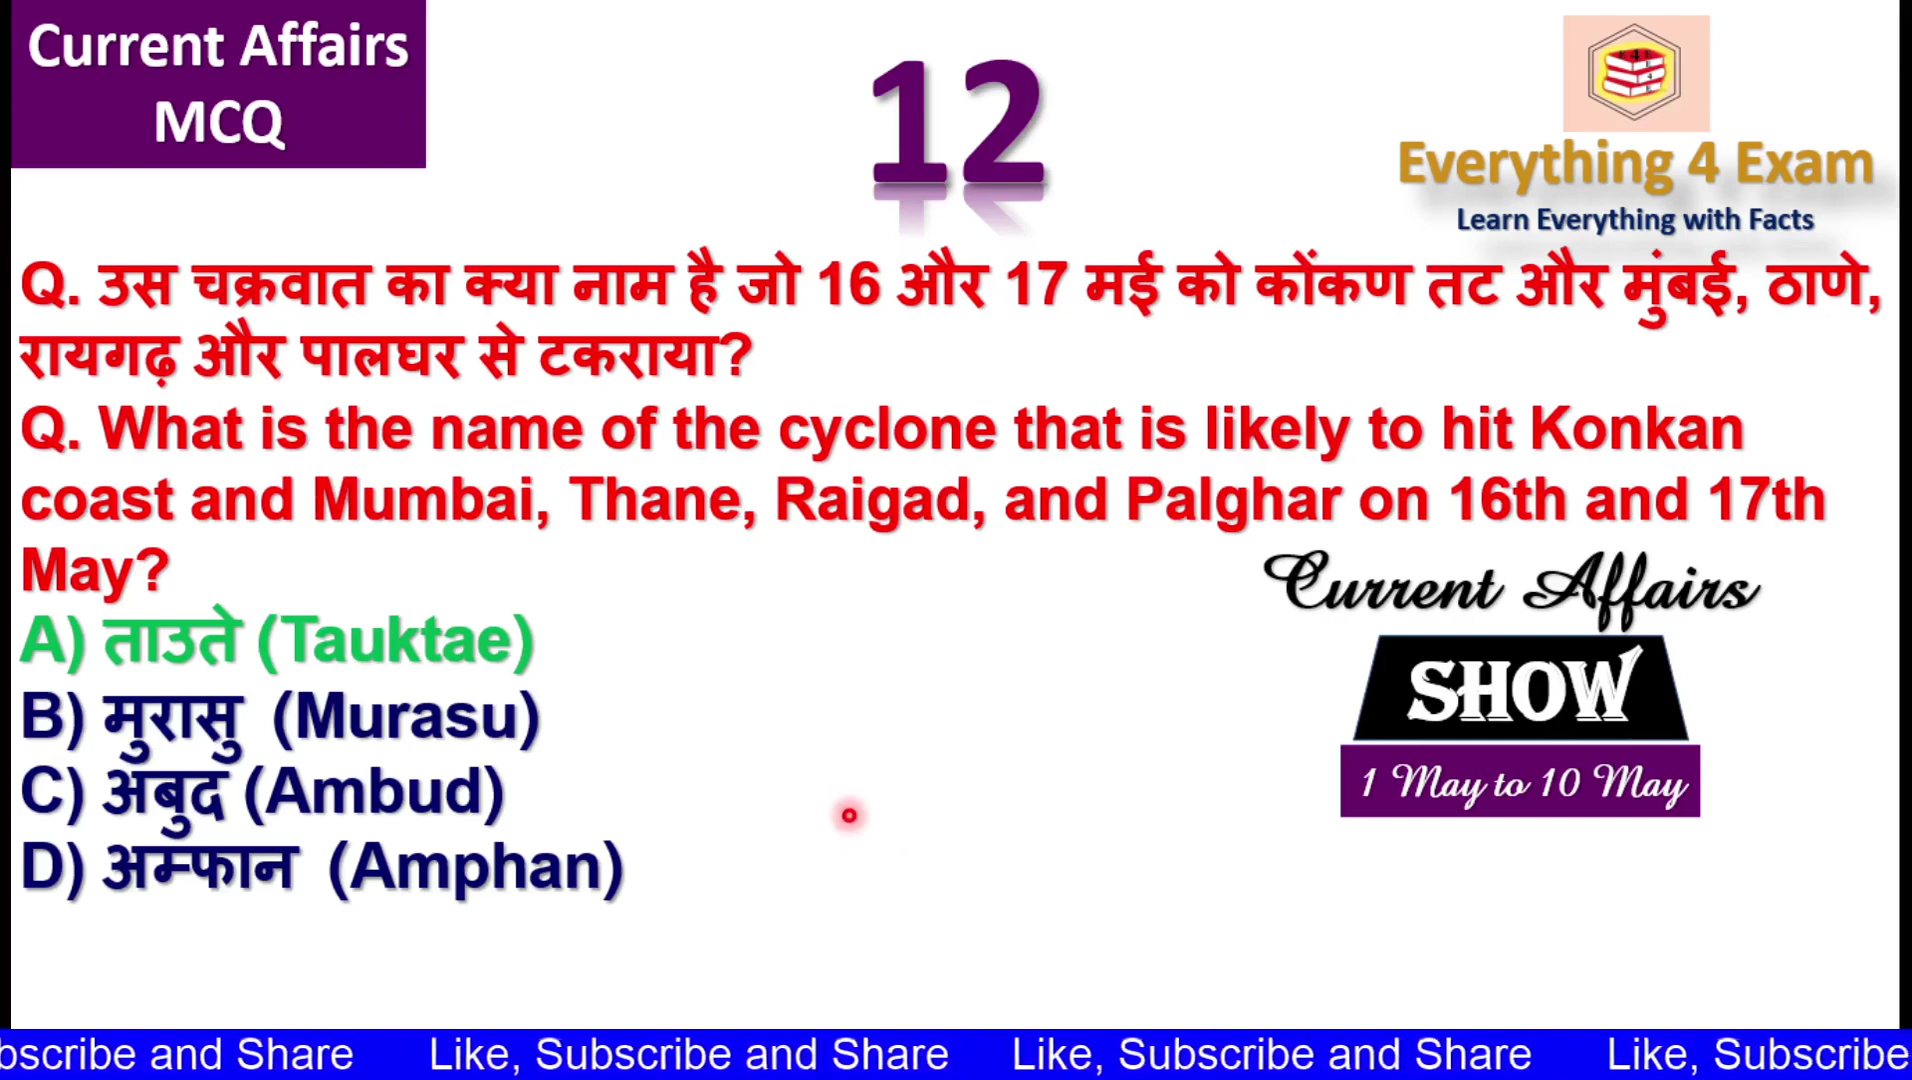 Current Affairs
MCQ
12
Everything 4 Exam
Learn Everything with Facts
Q. उस चक्रवात का क्या नाम है जो 16 और 17 मई को कोंकण तट और मुंबई, ठाणे,
रायगढ़ और पालघर से टकराया?
Q. What is the name of the cyclone that is likely to hit Konkan
coast and Mumbai, Thane, Raigad, and Palghar on 16th and 17th
May?
A) ताउते (Tauktae)
B) मुरासु (Murasu)
C) अबुद (Ambud)
D) अम्फान (Amphan)
Current Affairs
SHOW
1 May to 10 May
bscribe and Share Like, Subscribe and Share Like, Subscribe and Share Like, Subscribe